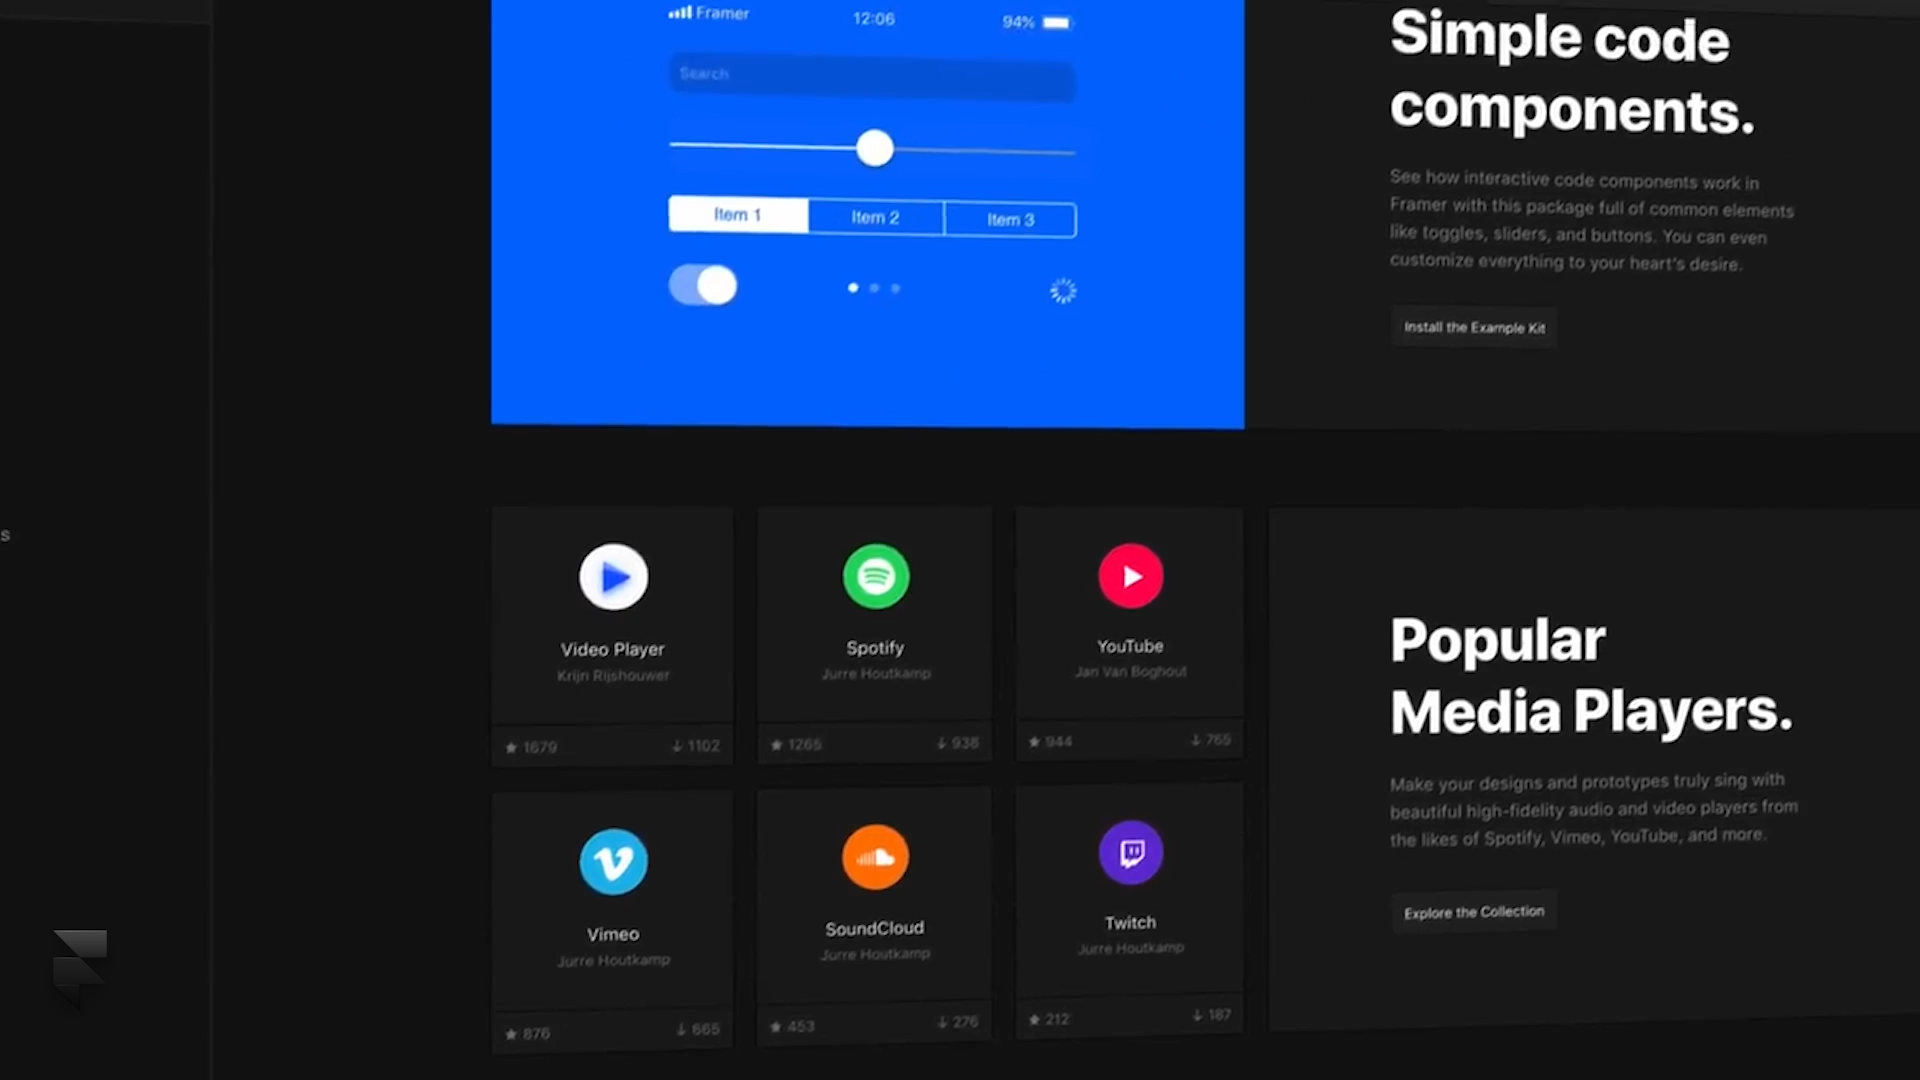 Framer 12:06 94%
Search
Item 1 Item 2 Item 3
Simple code
components.
See how interactive code components work in
Framer with this package full of common elements
like toggles, sliders, and buttons. You can even
customize everything to your heart's desire.
Install the Example Kit
s
Video Player
Krijn Rijshouwer
1679 1102
Spotify
Jurre Houtkamp
1265 938
YouTube
Jan Van Boghout
944 765
Vimeo
Jurre Houtkamp
876 665
SoundCloud
Jurre Houtkamp
453 276
Twitch
Jurre Houtkamp
212 187
Popular
Media Players.
Make your designs and prototypes truly sing with
beautiful high-fidelity audio and video players from
the likes of Spotify, Vimeo, YouTube, and more.
Explore the Collection